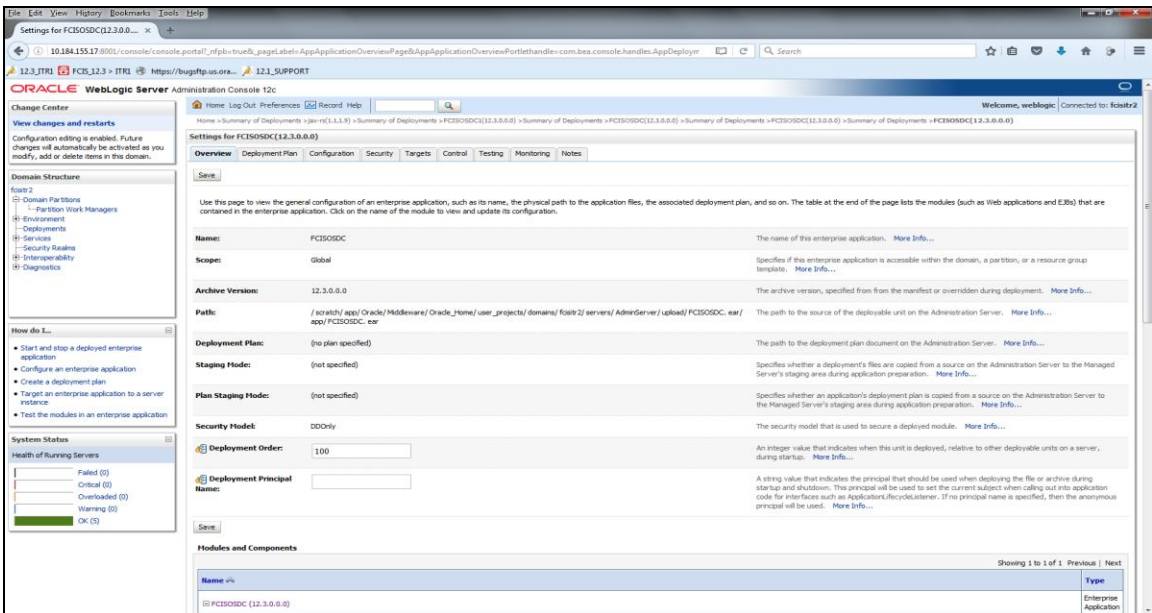 File Edit View History Bookmarks Tools Help
Settings for FCISOSDC(12.3.0.0.... × +
10.184.155.17:8001/console/console.portal?_nfpb=true&_pageLabel=AppApplicationOverviewPage&AppApplicationOverviewPortlethandle=com.bea.console.handles.AppDeploym
Search
12.3_ITR1 FCIS_12.3 > ITR1 https://bugsftp.us.ora... 12.1_SUPPORT
ORACLE WebLogic Server Administration Console 12c
Change Center
View changes and restarts
Configuration editing is enabled. Future
changes will automatically be activated as you
modify, add or delete items in this domain.
Domain Structure
fcisitr2
Domain Partitions
Partition Work Managers
Environment
Deployments
Services
Security Realms
Interoperability
Diagnostics
How do I...
• Start and stop a deployed enterprise
application
• Configure an enterprise application
• Create a deployment plan
• Target an enterprise application to a server
instance
• Test the modules in an enterprise application
System Status
Health of Running Servers
Failed (0)
Critical (0)
Overloaded (0)
Warning (0)
OK (5)
Home Log Out Preferences Record Help
Welcome, weblogic Connected to: fcisitr2
Home >Summary of Deployments >jax-rs(1.1.1.9) >Summary of Deployments >FCISOSDC1(12.3.0.0.0) >Summary of Deployments >FCISOSDC(12.3.0.0.0) >Summary of Deployments >FCISOSDC(12.3.0.0.0) >Summary of Deployments >FCISOSDC(12.3.0.0.0)
Settings for FCISOSDC(12.3.0.0.0)
Overview Deployment Plan Configuration Security Targets Control Testing Monitoring Notes
Save
Use this page to view the general configuration of an enterprise application, such as its name, the physical path to the application files, the associated deployment plan, and so on. The table at the end of the page lists the modules (such as Web applications and EJBs) that are
contained in the enterprise application. Click on the name of the module to view and update its configuration.
Name: FCISOSDC The name of this enterprise application. More Info...
Scope: Global Specifies if this enterprise application is accessible within the domain, a partition, or a resource group
template. More Info...
Archive Version: 12.3.0.0.0 The archive version, specified from from the manifest or overridden during deployment. More Info...
Path: / scratch/ app/ Oracle/ Middleware/ Oracle_Home/ user_projects/ domains/ fcisitr2/ servers/ AdminServer/ upload/ FCISOSDC. ear/ The path to the source of the deployable unit on the Administration Server. More Info...
app/ FCISOSDC. ear
Deployment Plan: (no plan specified) The path to the deployment plan document on the Administration Server. More Info...
Staging Mode: (not specified) Specifies whether a deployment's files are copied from a source on the Administration Server to the Managed
Server's staging area during application preparation. More Info...
Plan Staging Mode: (not specified) Specifies whether an application's deployment plan is copied from a source on the Administration Server to
the Managed Server's staging area during application preparation. More Info...
Security Model: DDOnly The security model that is used to secure a deployed module. More Info...
Deployment Order: 100 An integer value that indicates when this unit is deployed, relative to other deployable units on a server,
during startup. More Info...
Deployment Principal
Name:
A string value that indicates the principal that should be used when deploying the file or archive during
startup and shutdown. This principal will be used to set the current subject when calling out into application
code for interfaces such as ApplicationLifecycleListener. If no principal name is specified, then the anonymous
principal will be used. More Info...
Save
Modules and Components
Showing 1 to 1 of 1 Previous | Next
Name Type
FCISOSDC (12.3.0.0.0) Enterprise
Application